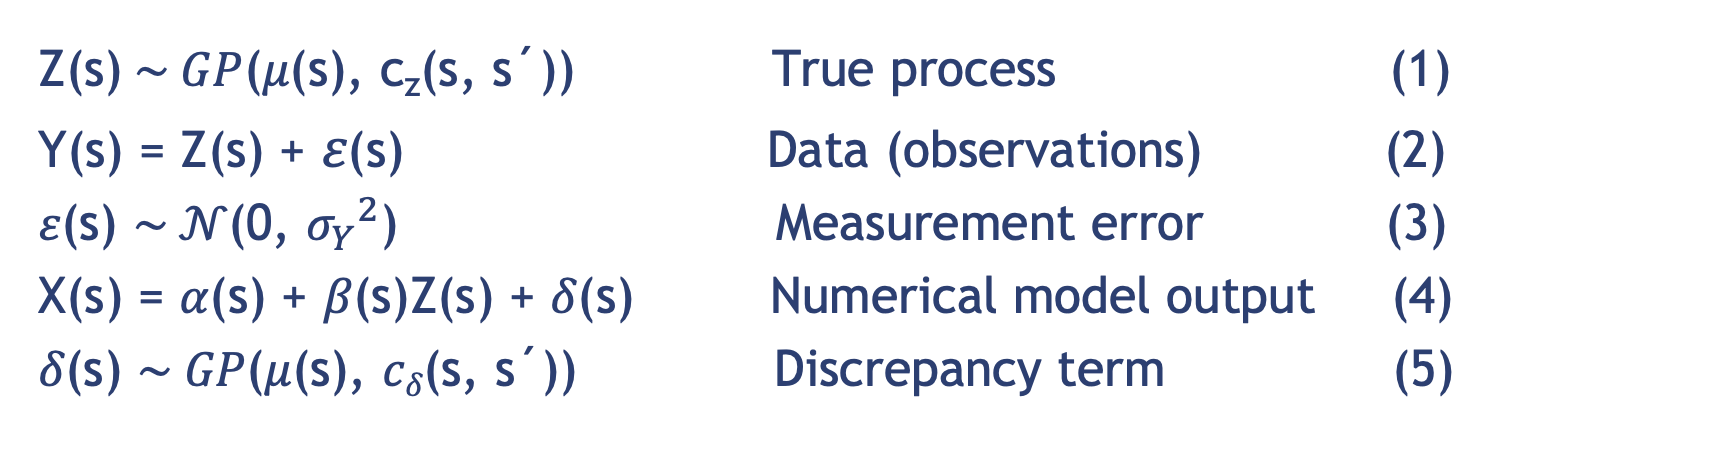 Z(s) ~ 𝐺𝑃(𝜇(s), c_z(s, s´)) True process (1)
Y(s) = Z(s) + 𝜀(s) Data (observations) (2)
𝜀(s) ~ 𝒩(0, 𝜎_𝑌²) Measurement error (3)
X(s) = 𝛼(s) + 𝛽(s)Z(s) + 𝛿(s) Numerical model output (4)
𝛿(s) ~ 𝐺𝑃(𝜇(s), 𝑐_𝛿(s, s´)) Discrepancy term (5)